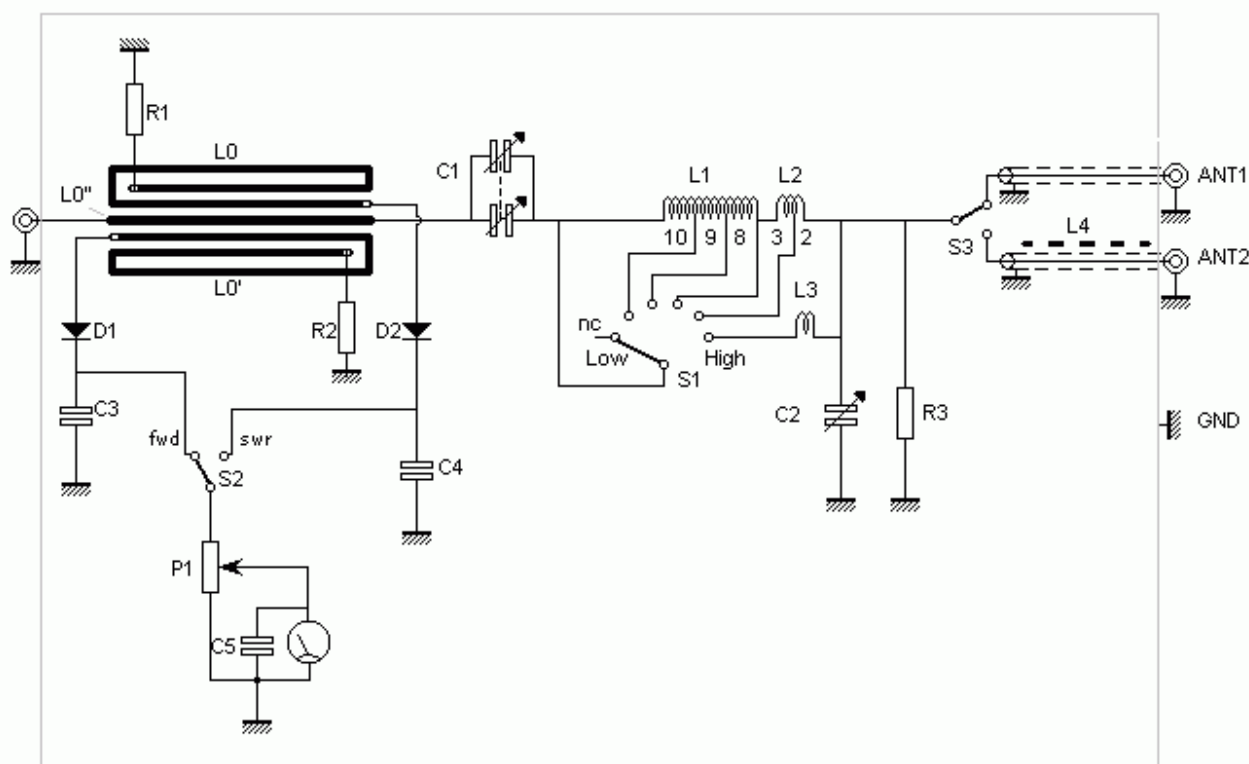 R1
L0
L0"
L0'
C1
L1
L2
10 9 8 3 2
ANT1
S3
L4
ANT2
D1
R2
D2
nc
Low
High
S1
L3
C3
fwd
swr
S2
C4
C2
R3
GND
P1
C5